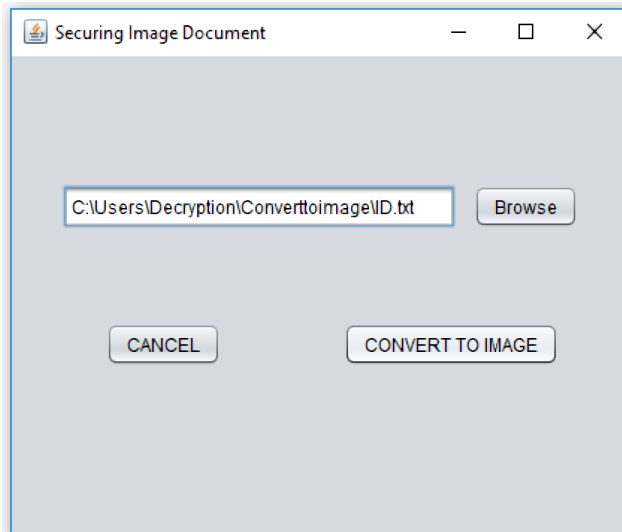 Securing Image Document
C:\Users\Decryption\Converttoimage\ID.txt
Browse
CANCEL
CONVERT TO IMAGE